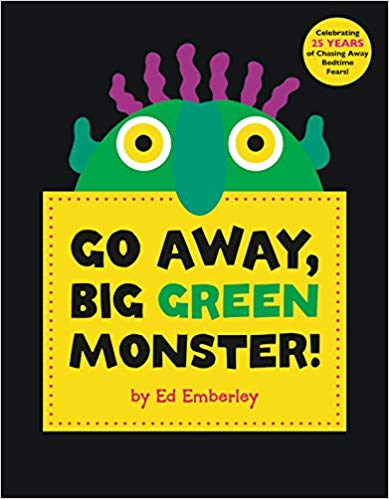 Celebrating
25 YEARS
of Chasing Away
Bedtime
Fears!
GO AWAY,
BIG GREEN
MONSTER!
by Ed Emberley